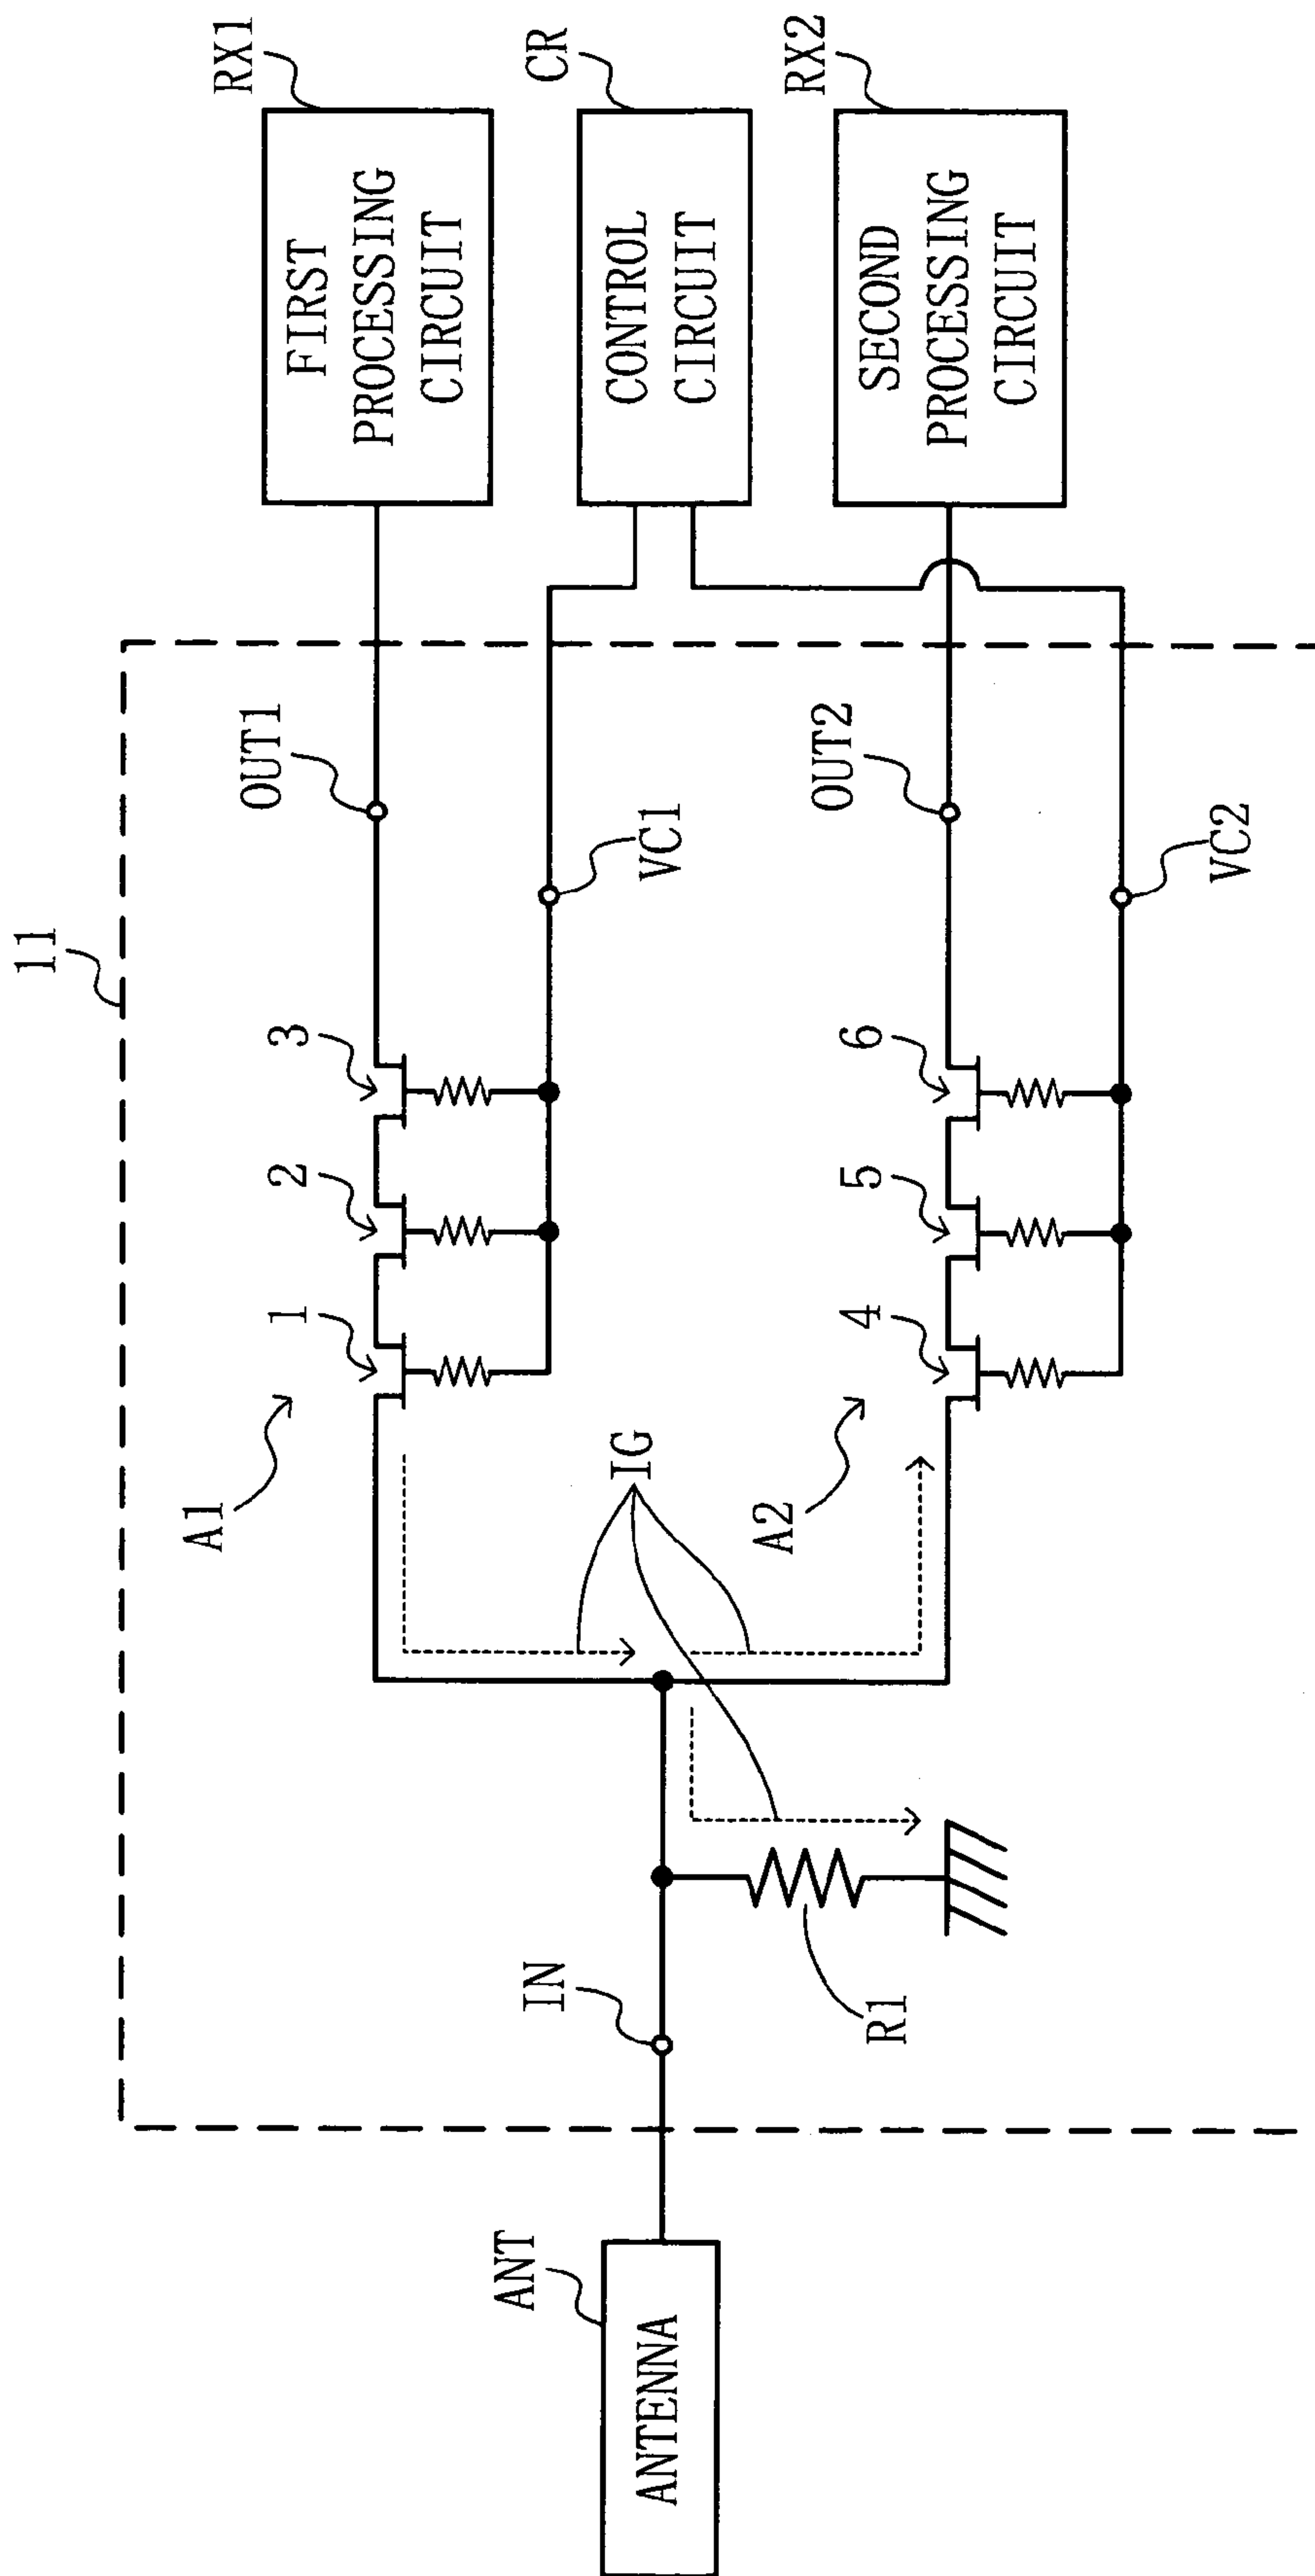 11
RX1
FIRST
PROCESSING
CIRCUIT
OUT1
A1
1
2
3
VC1
CR
CONTROL
CIRCUIT
IG
ANT
ANTENNA
IN
R1
A2
4
5
6
OUT2
VC2
RX2
SECOND
PROCESSING
CIRCUIT